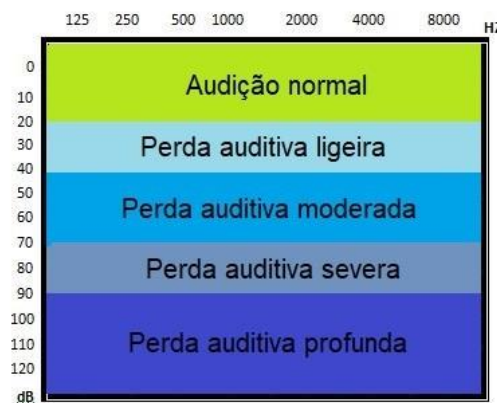 125 250 500 1000 2000 4000 8000 HZ
0
Audição normal
10
20
30
Perda auditiva ligeira
40
50
Perda auditiva moderada
60
70
80
Perda auditiva severa
90
100
110
Perda auditiva profunda
120
dB